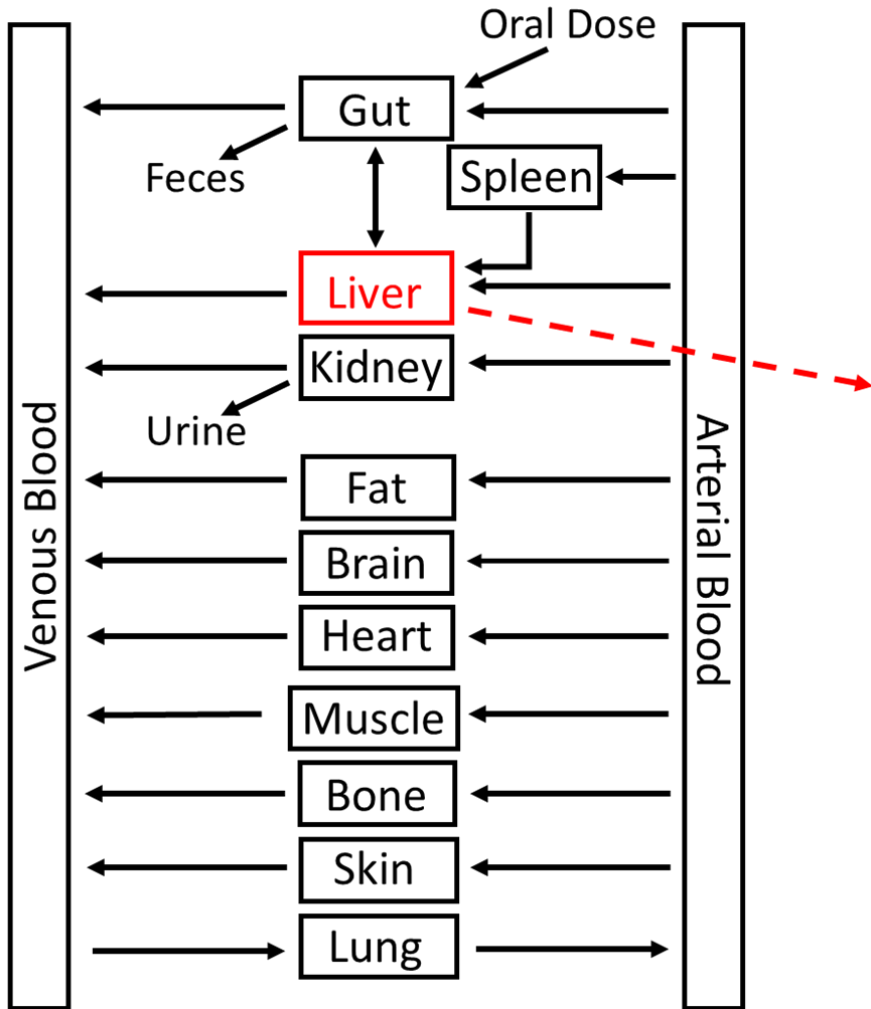 Oral Dose
Gut
Feces
Spleen
Liver
Kidney
Urine
Fat
Brain
Heart
Muscle
Bone
Skin
Lung
Venous Blood
Arterial Blood